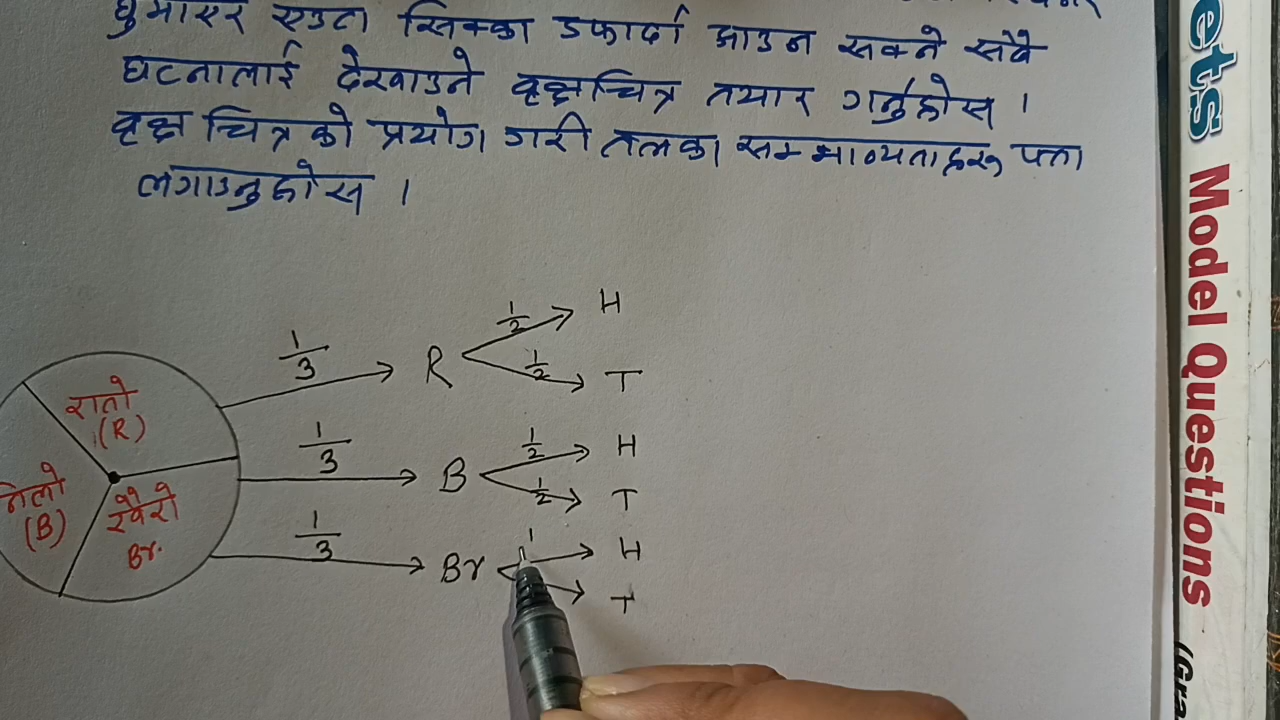 घुमाएर एउटा सिक्का उफार्दा आउन सक्ने सबै
घटनालाई देखाउने वृक्षचित्र तयार गर्नुहोस ।
वृक्ष चित्रको प्रयोग गरी तलका सम्भाव्यताहरू पत्ता
लगाउनुहोस ।
1/3 R 1/2 H
1/2 T
1/3 B 1/2 H
1/2 T
1/3 Br 1 H
T
रातो
(R)
निलो
(B)
खैरो
Br.
ets Model Questions (Gra